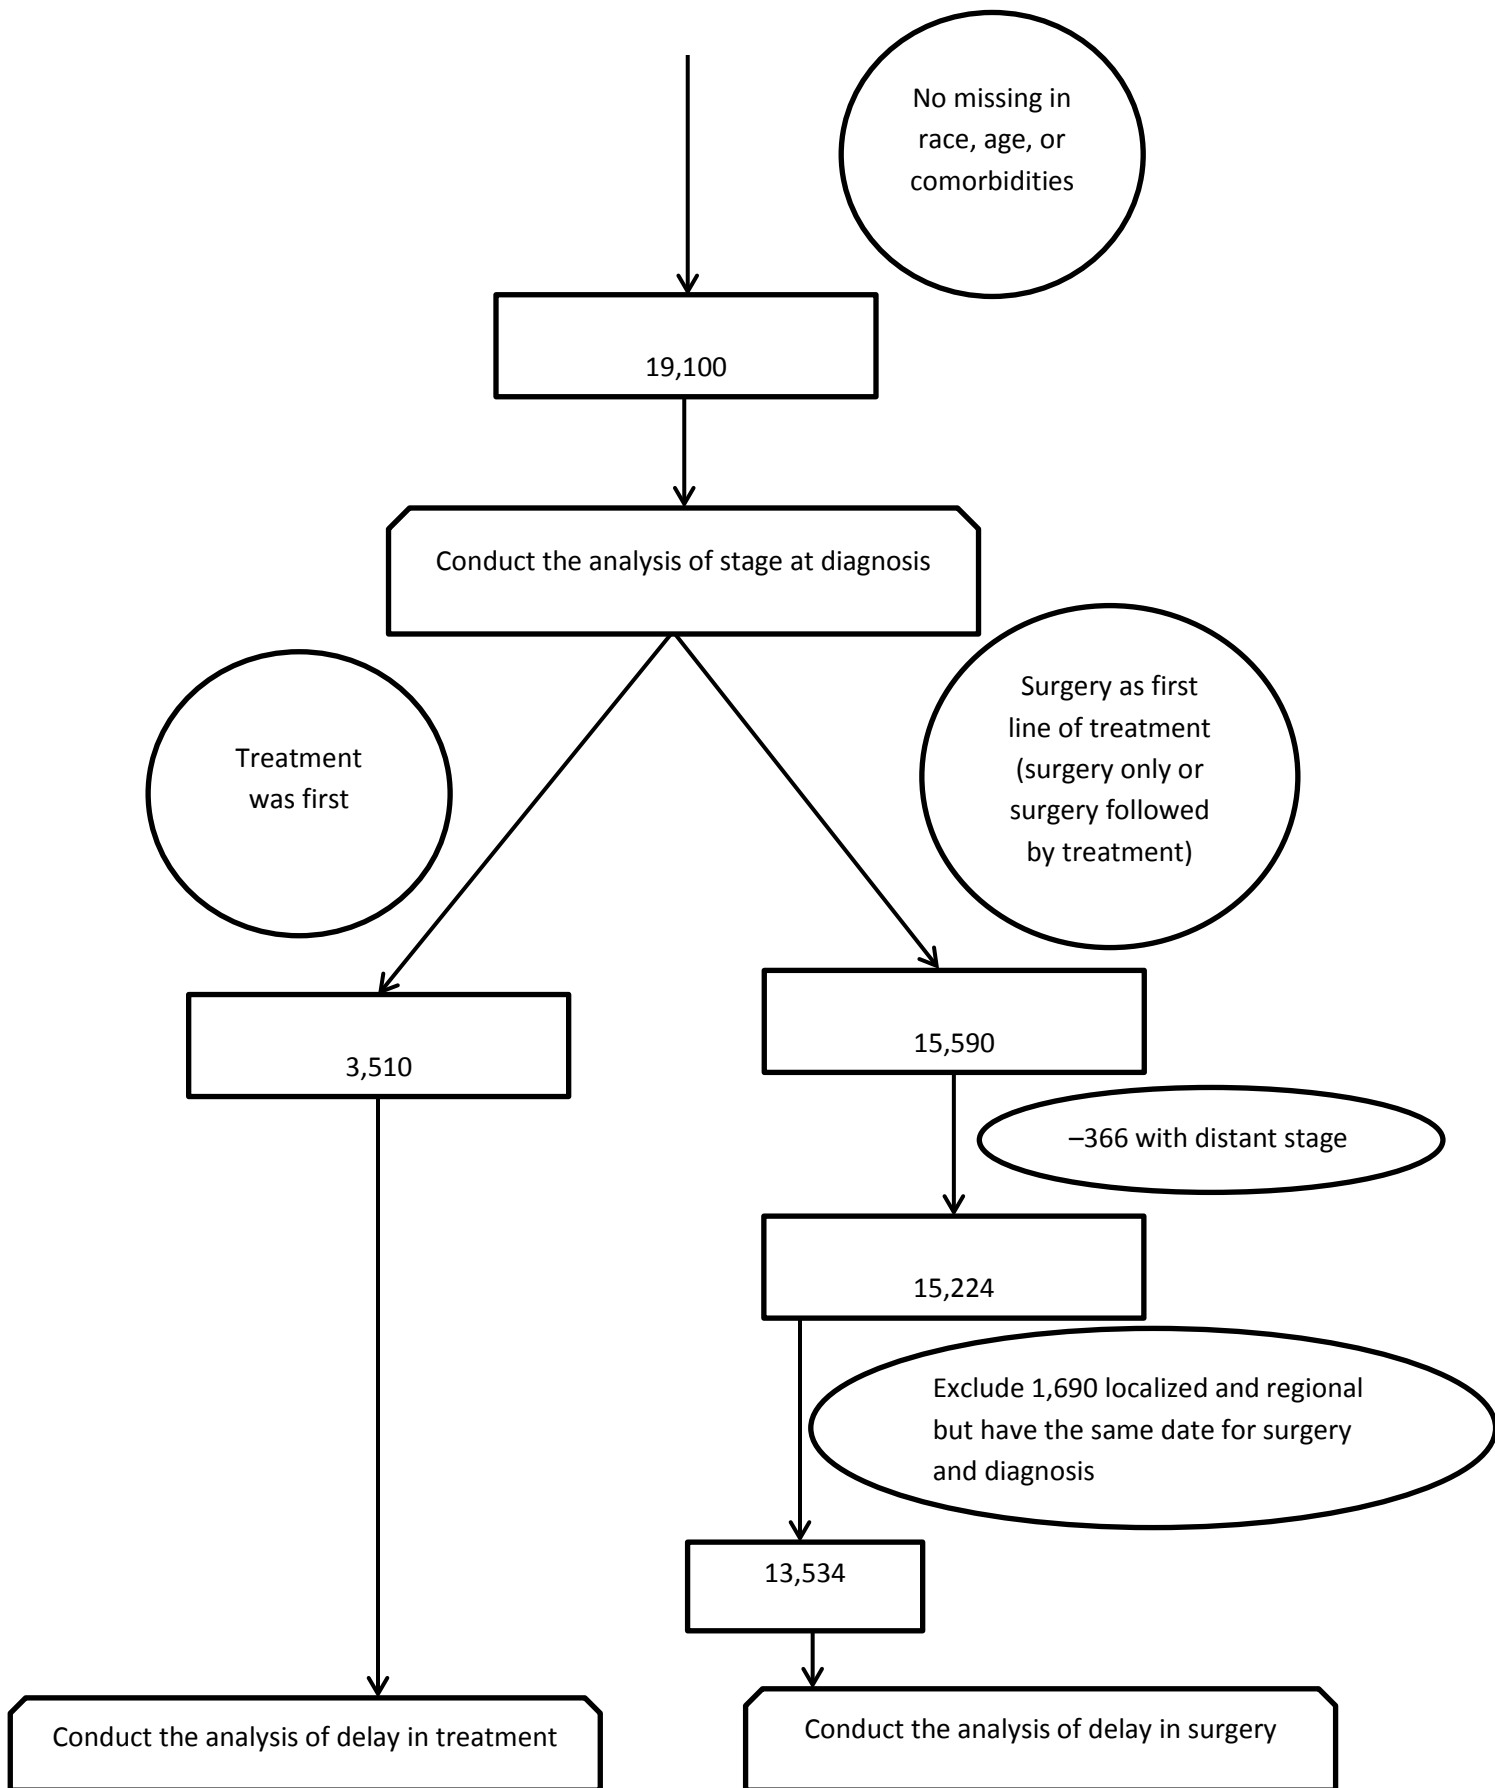 No missing in
race, age, or
comorbidities
19,100
Conduct the analysis of stage at diagnosis
Treatment
was first
Surgery as first
line of treatment
(surgery only or
surgery followed
by treatment)
3,510
15,590
–366 with distant stage
15,224
Exclude 1,690 localized and regional
but have the same date for surgery
and diagnosis
13,534
Conduct the analysis of delay in treatment
Conduct the analysis of delay in surgery